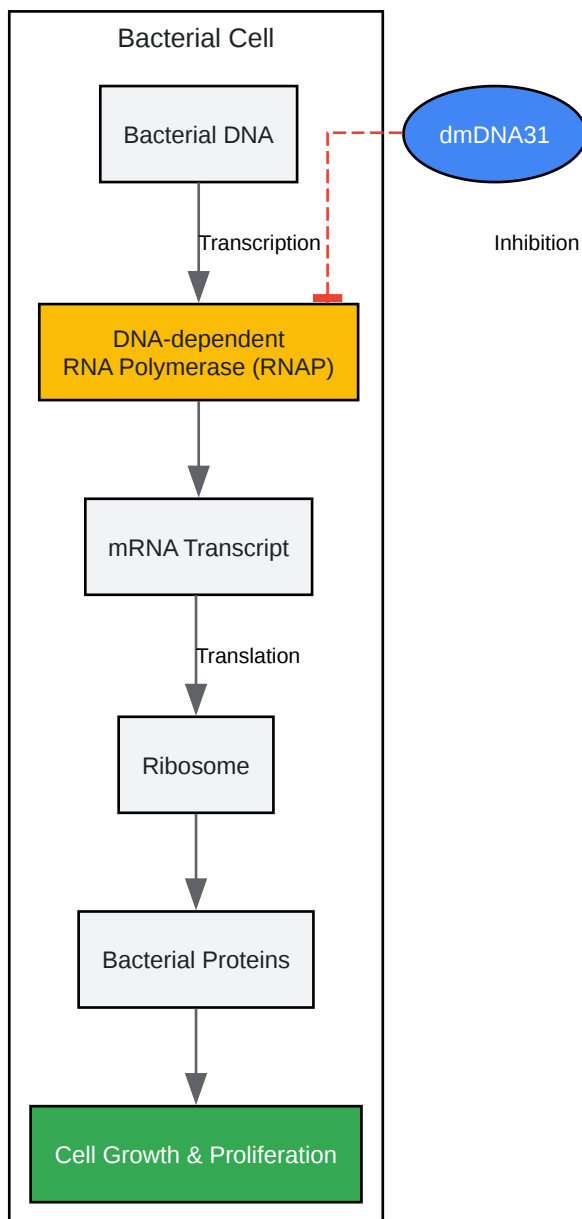 Bacterial Cell
Bacterial DNA
dmDNA31
Transcription
Inhibition
DNA-dependent
RNA Polymerase (RNAP)
mRNA Transcript
Translation
Ribosome
Bacterial Proteins
Cell Growth & Proliferation